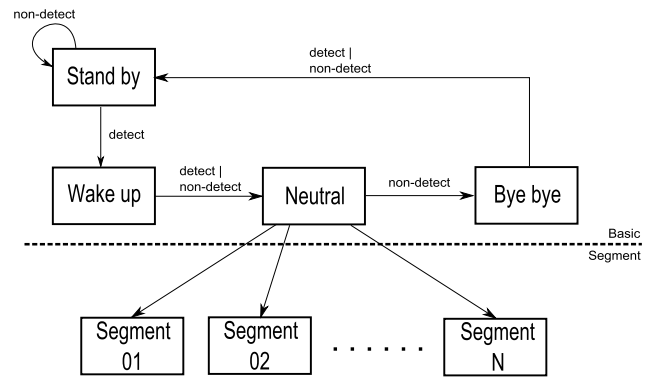 non-detect
Stand by
detect |
non-detect
detect
Wake up
detect |
non-detect
Neutral
non-detect
Bye bye
Basic
Segment
Segment
01
Segment
02
. . . . . .
Segment
N